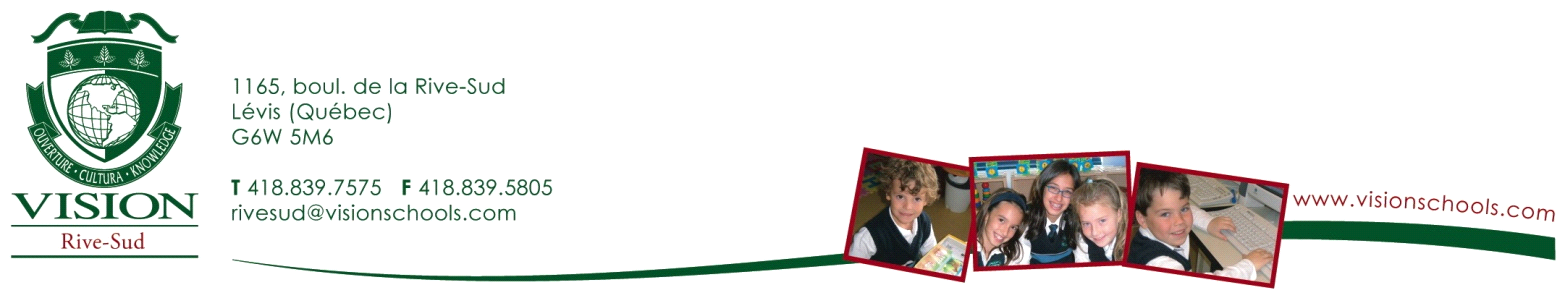 OUVERTURE · CULTURA · KNOWLEDGE
VISION
Rive-Sud
1165, boul. de la Rive-Sud
Lévis (Québec)
G6W 5M6
T 418.839.7575 F 418.839.5805
rivesud@visionschools.com
www.visionschools.com